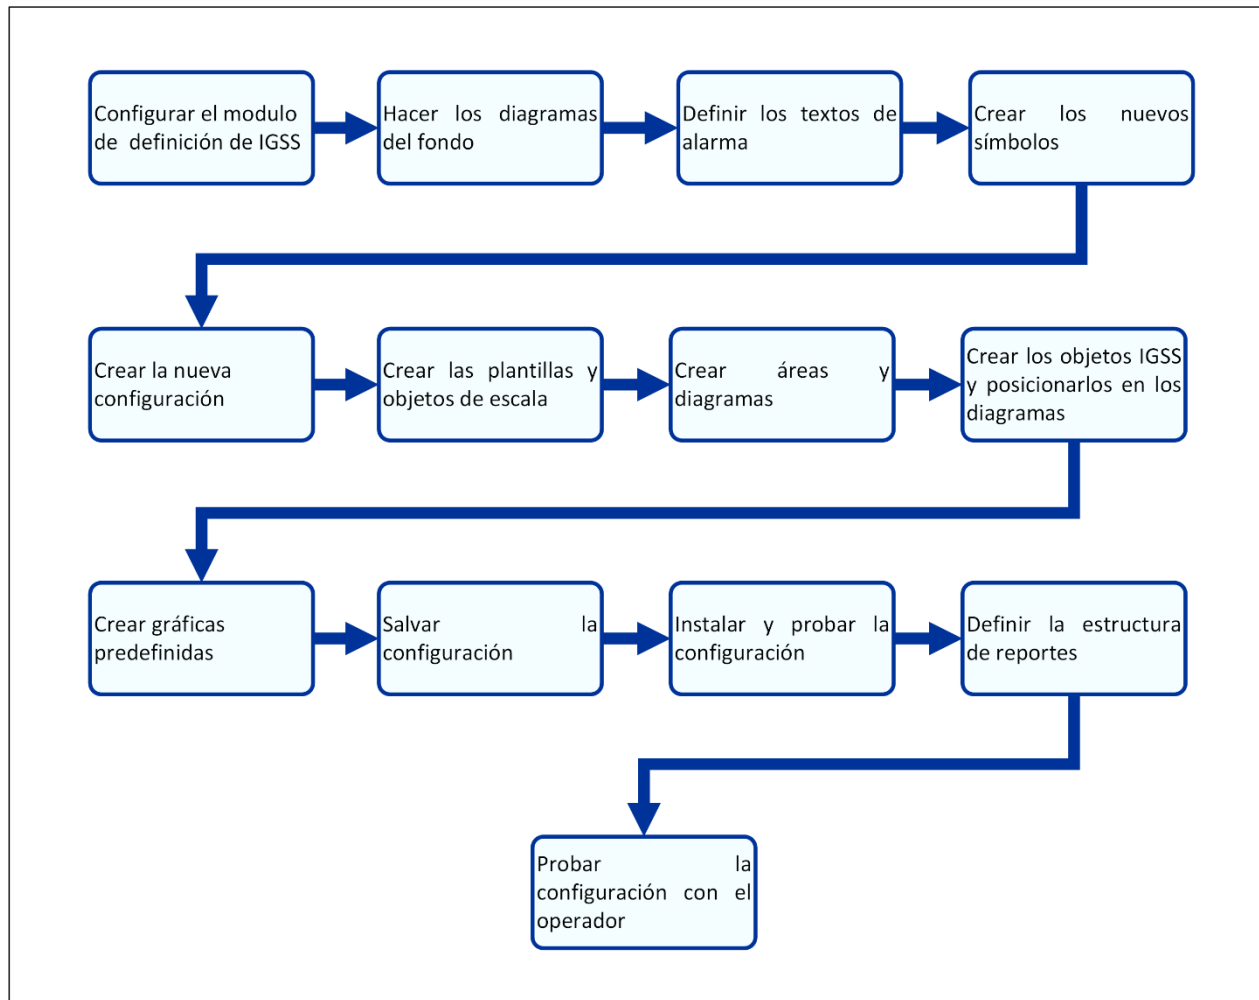 Configurar el modulo
de definición de IGSS
Hacer los diagramas
del fondo
Definir los textos de
alarma
Crear los nuevos
símbolos
Crear la nueva
configuración
Crear las plantillas y
objetos de escala
Crear áreas y
diagramas
Crear los objetos IGSS
y posicionarlos en los
diagramas
Crear gráficas
predefinidas
Salvar la
configuración
Instalar y probar la
configuración
Definir la estructura
de reportes
Probar la
configuración con el
operador